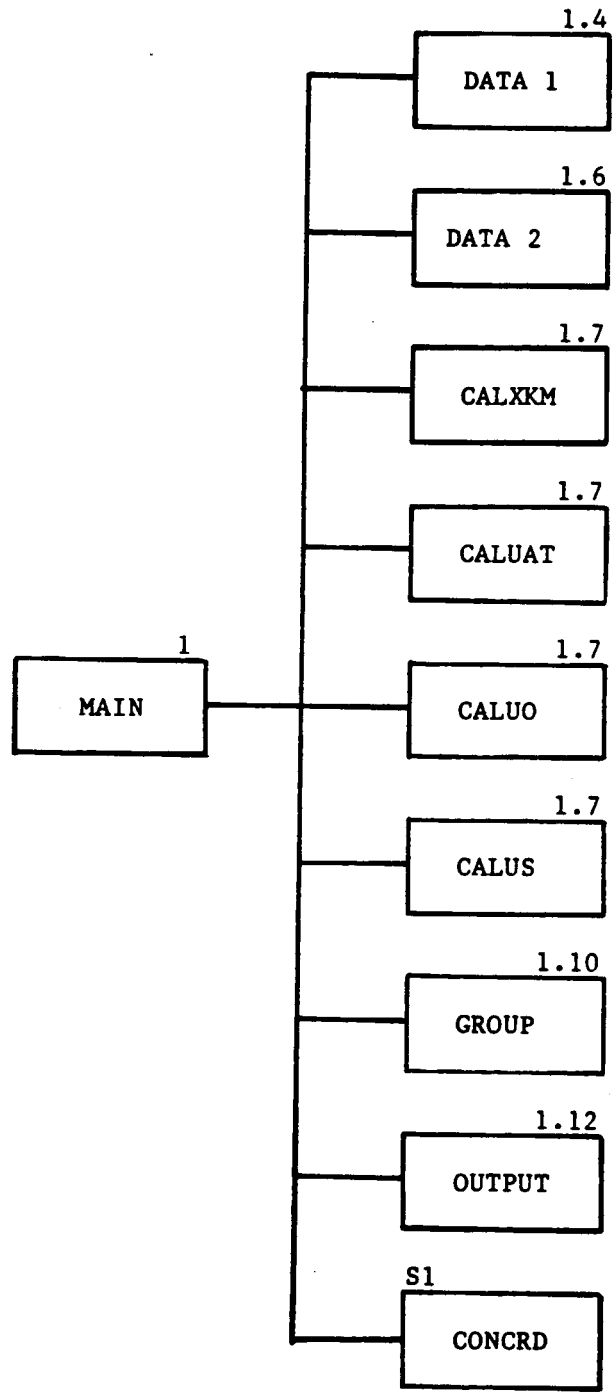 1.4
DATA 1
1.6
DATA 2
1.7
CALXKM
1.7
CALUAT
1
MAIN
1.7
CALUO
1.7
CALUS
1.10
GROUP
1.12
OUTPUT
S1
CONCRD